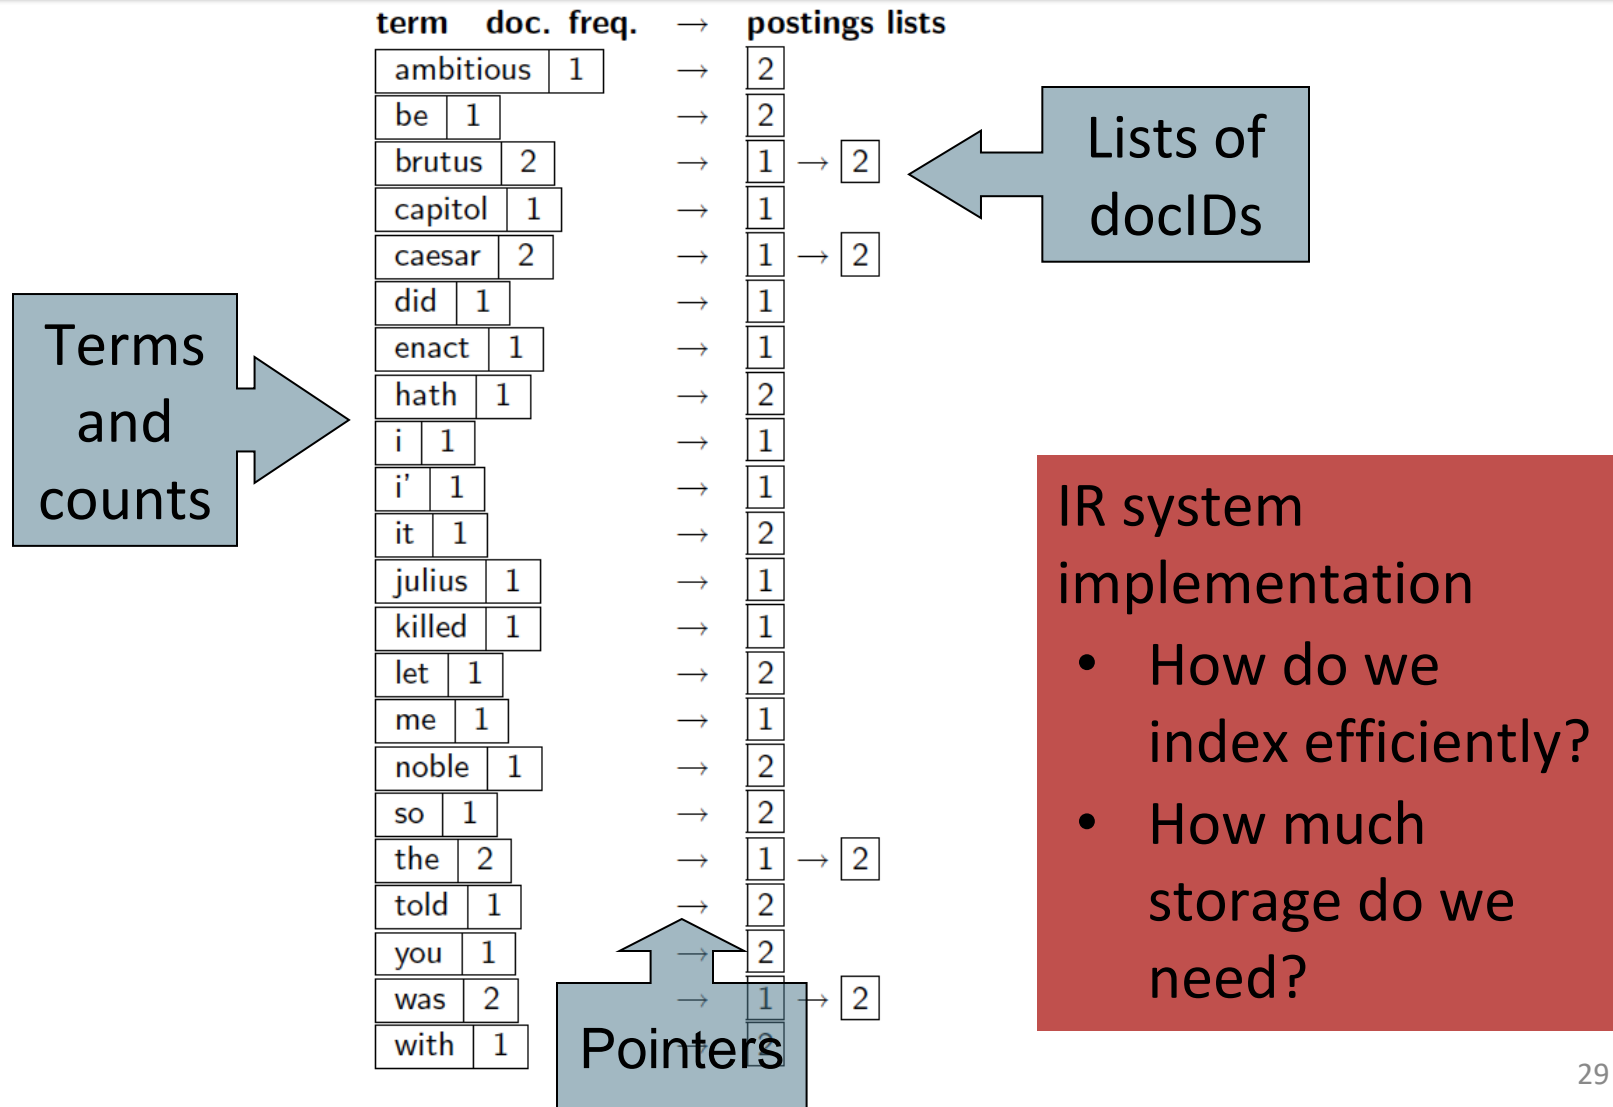 term doc. freq. → postings lists
ambitious 1 → 2
be 1 → 2
brutus 2 → 1 → 2
capitol 1 → 1
caesar 2 → 1 → 2
did 1 → 1
enact 1 → 1
hath 1 → 2
i 1 → 1
i' 1 → 1
it 1 → 2
julius 1 → 1
killed 1 → 1
let 1 → 2
me 1 → 1
noble 1 → 2
so 1 → 2
the 2 → 1 → 2
told 1 → 2
you 1 → 2
was 2 → 1 → 2
with 1 → 2
Lists of
docIDs
Terms
and
counts
Pointers
IR system
implementation
• How do we
index efficiently?
• How much
storage do we
need?
29